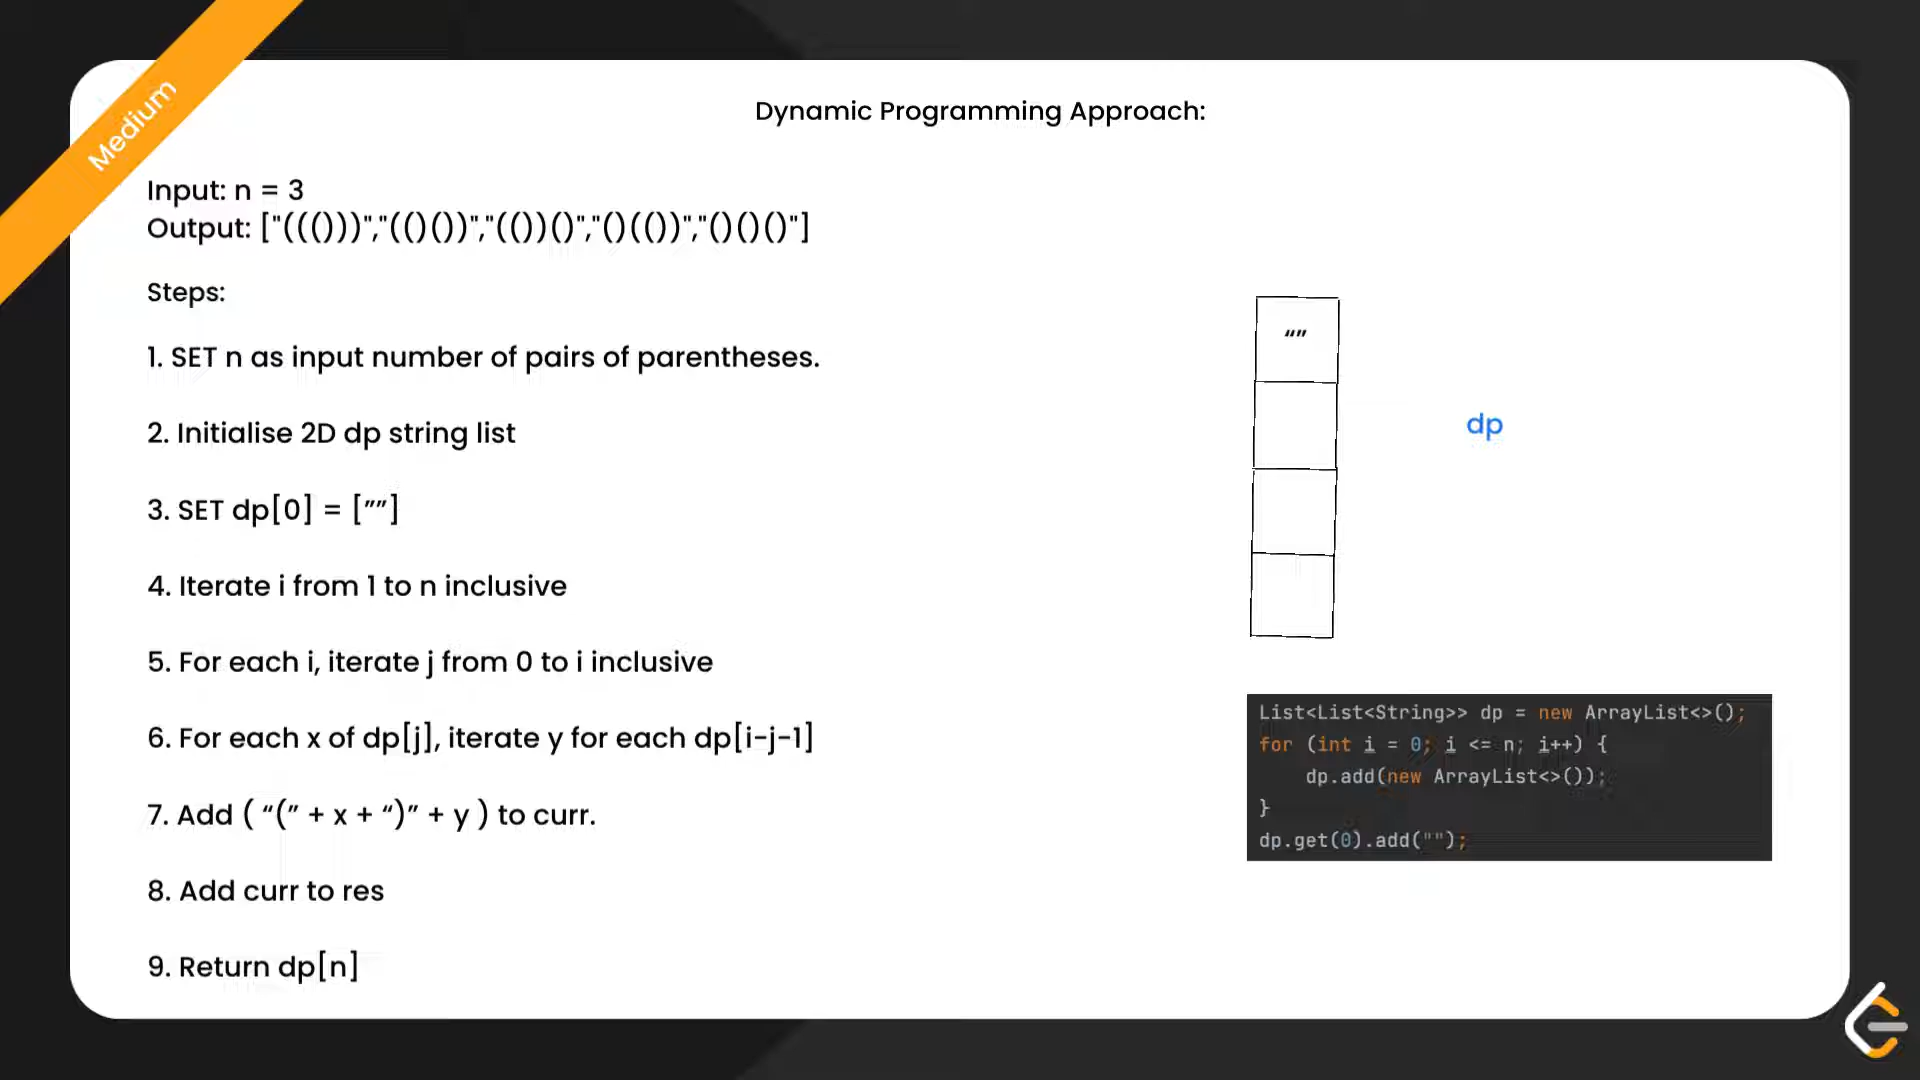 Medium
Dynamic Programming Approach:
Input: n = 3
Output: ["((()))","(()())","(())()","()(())","()()()"]
Steps:
1. SET n as input number of pairs of parentheses.
2. Initialise 2D dp string list
3. SET dp[0] = [“”]
4. Iterate i from 1 to n inclusive
5. For each i, iterate j from 0 to i inclusive
6. For each x of dp[j], iterate y for each dp[i-j-1]
7. Add ( “(” + x + “)” + y ) to curr.
8. Add curr to res
9. Return dp[n]
“”
dp
List<List<String>> dp = new ArrayList<>();
for (int i = 0; i <= n; i++) {
    dp.add(new ArrayList<>());
}
dp.get(0).add("");